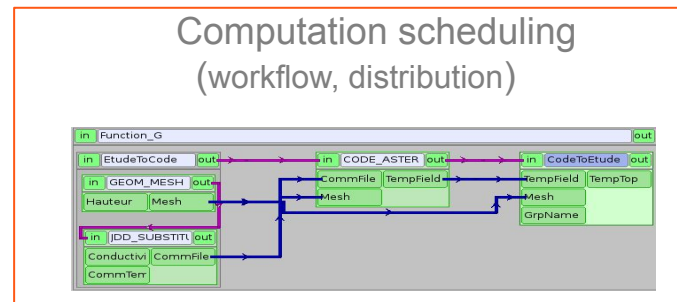 Computation scheduling
(workflow, distribution)
in Function_G out
in EtudeToCode out in CODE_ASTER out in CodeToEtude out
in GEOM_MESH out CommFile TempField TempField TempTop
Hauteur Mesh Mesh Mesh
GrpName
in JDD_SUBSTITU out
Conductivi CommFile
CommTem